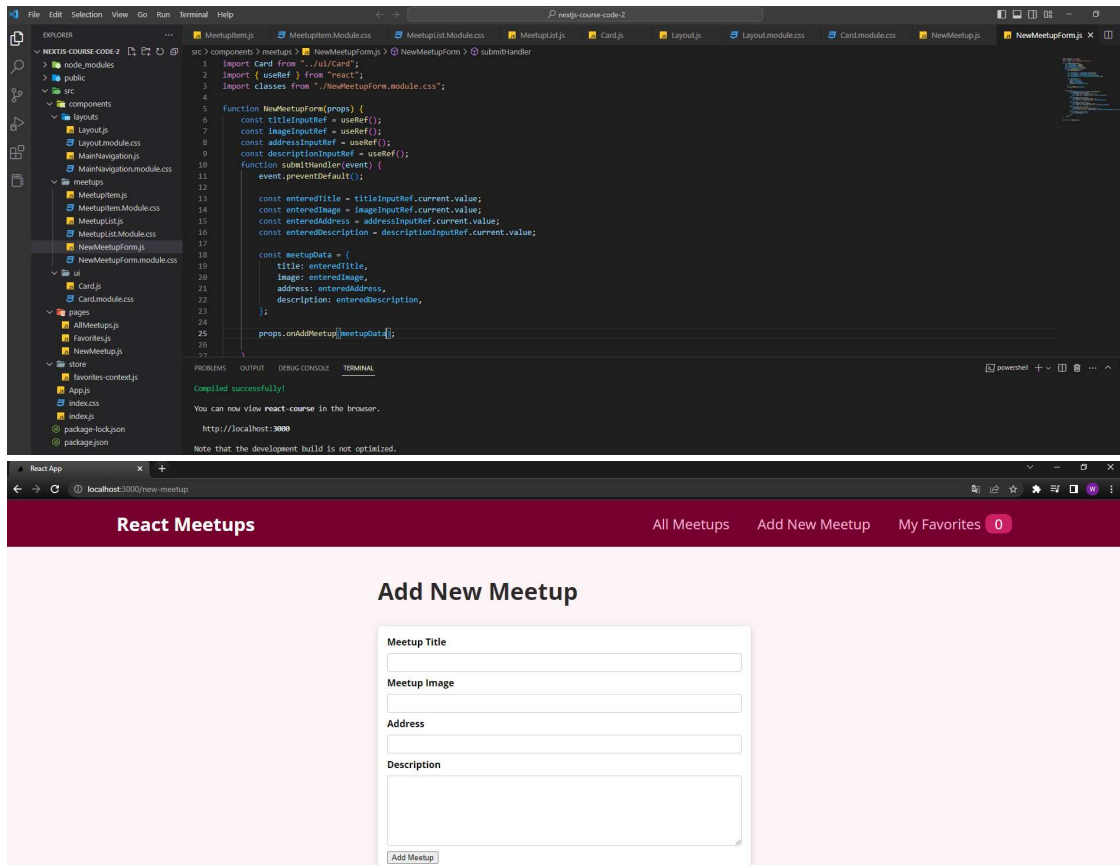 File Edit Selection View Go Run Terminal Help
nextjs-course-code-2
EXPLORER
MeetupItem.js MeetupItem.Module.css MeetupList.Module.css MeetupList.js Card.js Layout.js Layout.module.css Card.module.css NewMeetup.js NewMeetupForm.js
NEXTJS-COURSE-CODE-2
src > components > meetups > NewMeetupForm.js > NewMeetupForm > submitHandler
node_modules
public
src
components
layouts
Layout.js
Layout.module.css
MainNavigation.js
MainNavigation.module.css
meetups
MeetupItem.js
MeetupItem.Module.css
MeetupList.js
MeetupList.Module.css
NewMeetupForm.js
NewMeetupForm.module.css
ui
Card.js
Card.module.css
pages
AllMeetups.js
Favorites.js
NewMeetup.js
store
favorites-context.js
App.js
index.css
index.js
package-lock.json
package.json
1 import Card from "../ui/Card";
2 import { useRef } from "react";
3 import classes from "./NewMeetupForm.module.css";
4
5 function NewMeetupForm(props) {
6 const titleInputRef = useRef();
7 const imageInputRef = useRef();
8 const addressInputRef = useRef();
9 const descriptionInputRef = useRef();
10 function submitHandler(event) {
11 event.preventDefault();
12
13 const enteredTitle = titleInputRef.current.value;
14 const enteredImage = imageInputRef.current.value;
15 const enteredAddress = addressInputRef.current.value;
16 const enteredDescription = descriptionInputRef.current.value;
17
18 const meetupData = {
19 title: enteredTitle,
20 image: enteredImage,
21 address: enteredAddress,
22 description: enteredDescription,
23 };
24
25 props.onAddMeetup(meetupData);
26
27 }
PROBLEMS OUTPUT DEBUG CONSOLE TERMINAL
powershell
Compiled successfully!
You can now view react-course in the browser.
http://localhost:3000
Note that the development build is not optimized.
React App
localhost:3000/new-meetup
W
React Meetups
All Meetups Add New Meetup My Favorites 0
Add New Meetup
Meetup Title
Meetup Image
Address
Description
Add Meetup